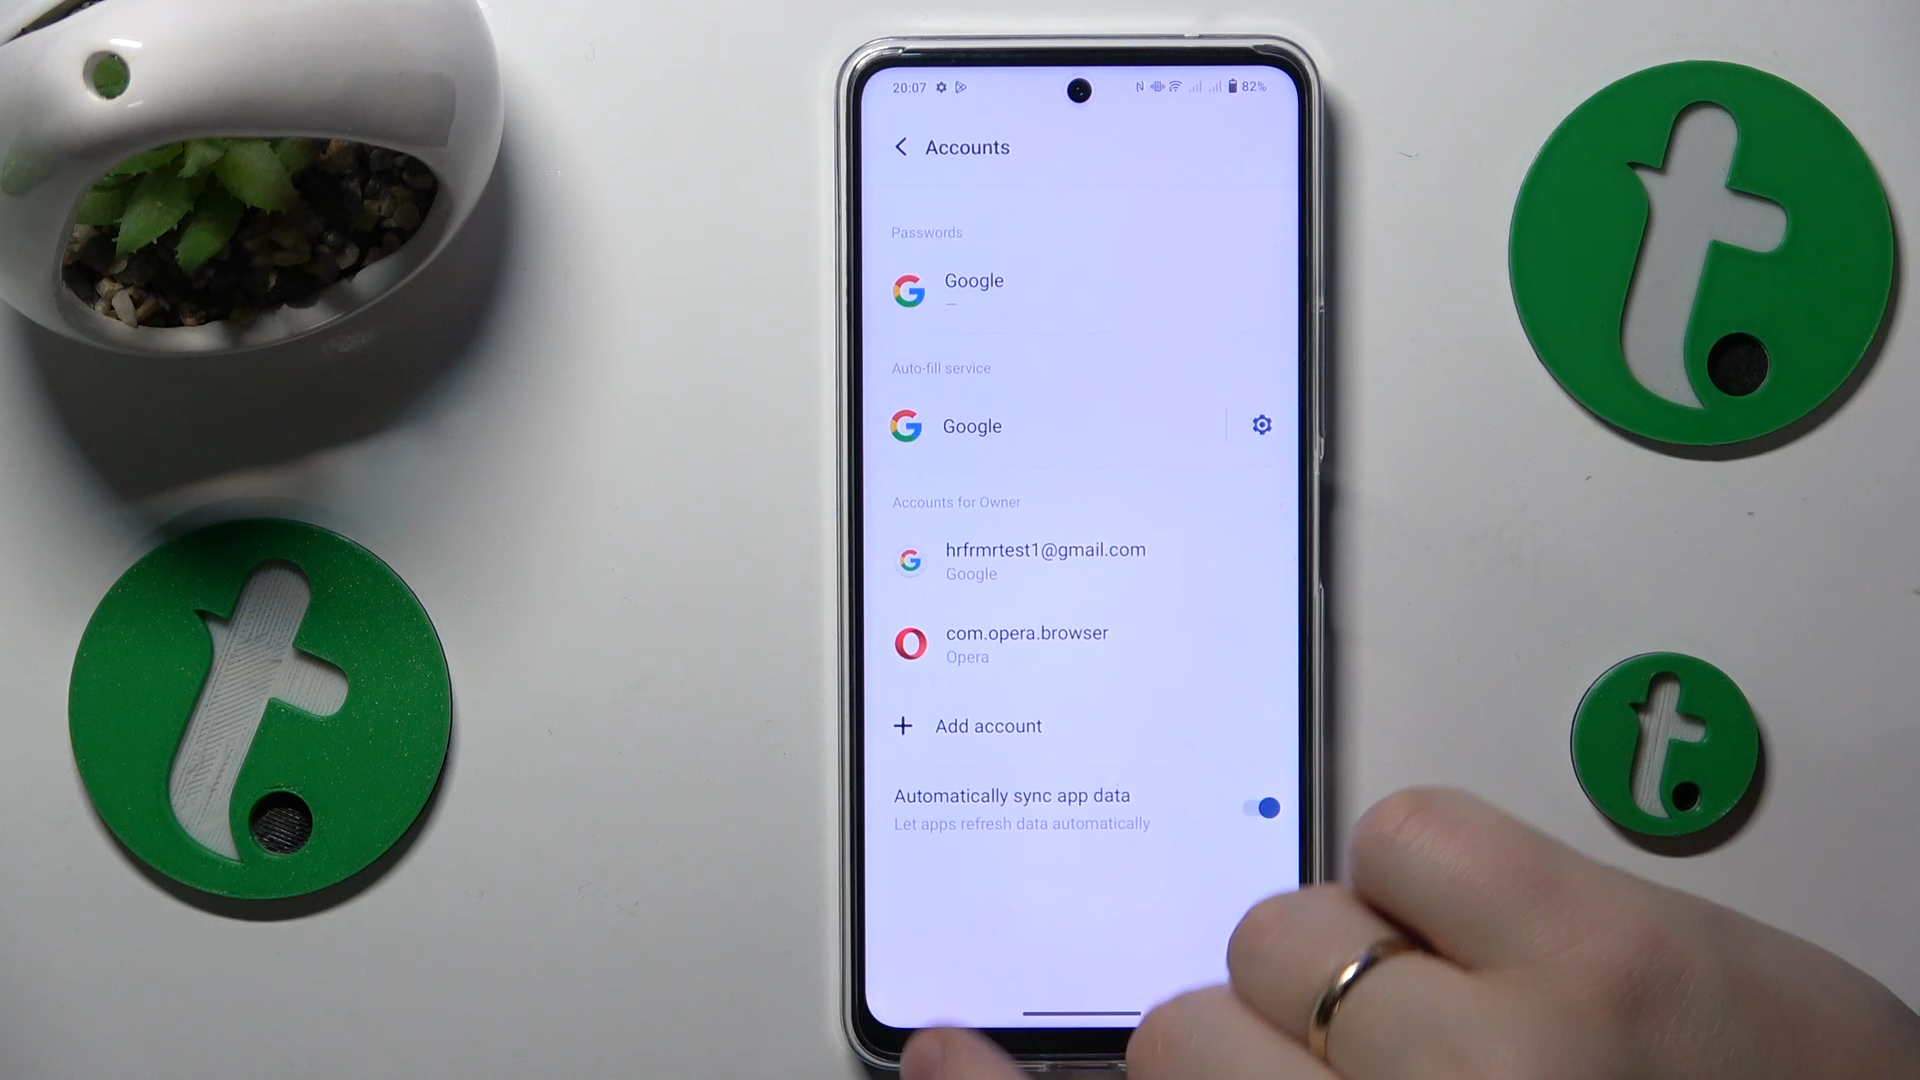 20:07
82%
Accounts
Passwords
Google
—
Auto-fill service
Google
Accounts for Owner
hrfrmrtest1@gmail.com
Google
com.opera.browser
Opera
+ Add account
Automatically sync app data
Let apps refresh data automatically